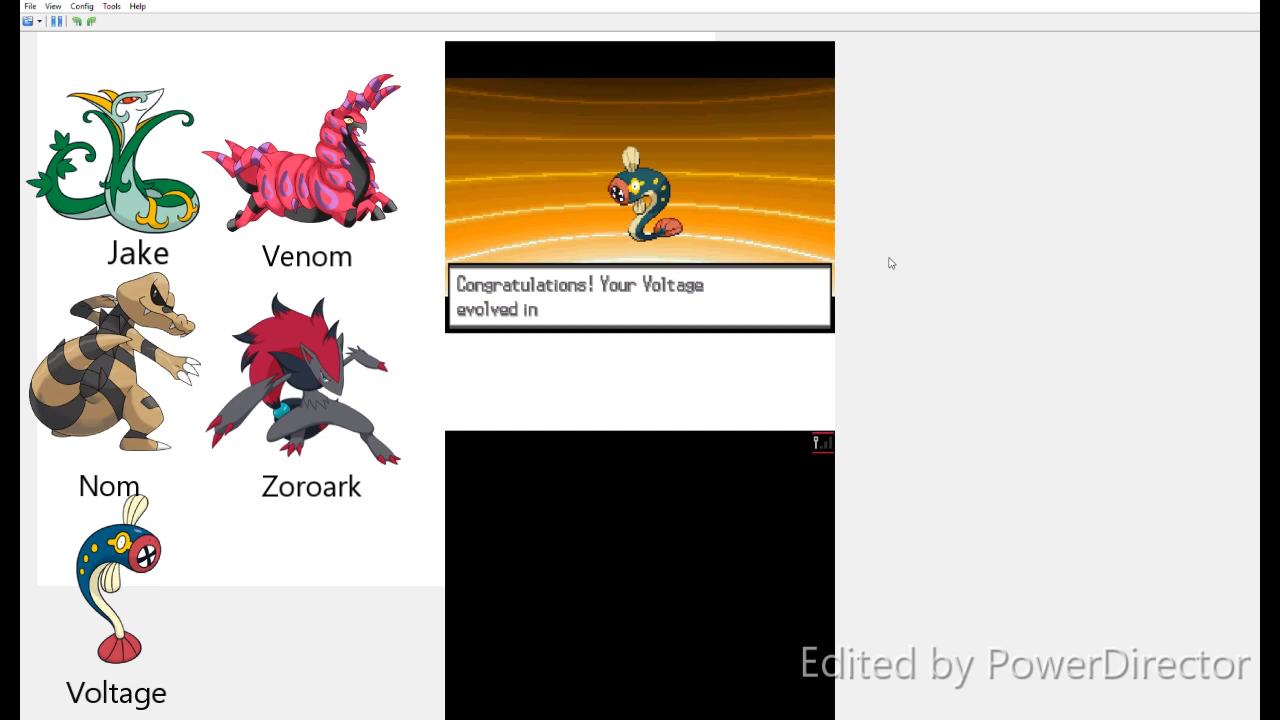 File View Config Tools Help
Jake
Venom
Congratulations! Your Voltage
evolved in
Nom
Zoroark
Voltage
Edited by PowerDirector